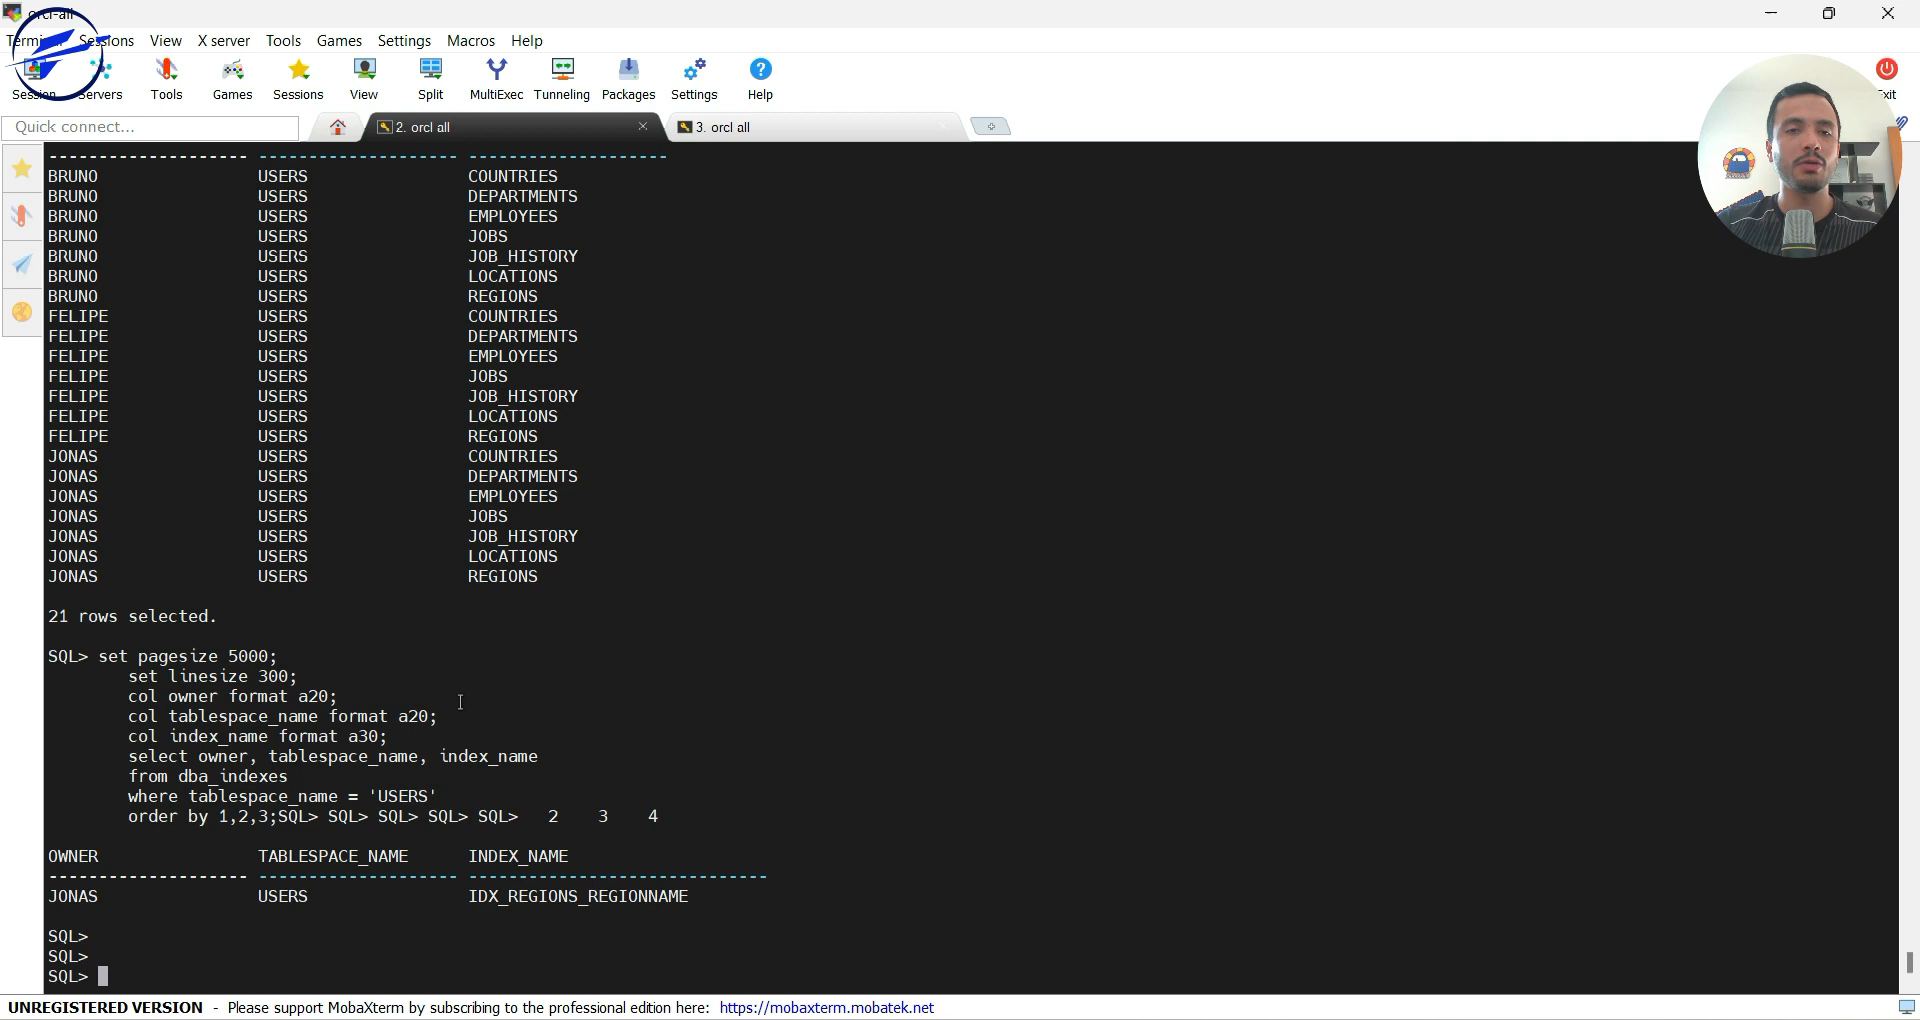 orcl-all
Terminal Sessions View X server Tools Games Settings Macros Help
Session Servers Tools Games Sessions View Split MultiExec Tunneling Packages Settings Help
Quick connect...
2. orcl all
3. orcl all
-------------------- -------------------- --------------------
BRUNO USERS COUNTRIES
BRUNO USERS DEPARTMENTS
BRUNO USERS EMPLOYEES
BRUNO USERS JOBS
BRUNO USERS JOB_HISTORY
BRUNO USERS LOCATIONS
BRUNO USERS REGIONS
FELIPE USERS COUNTRIES
FELIPE USERS DEPARTMENTS
FELIPE USERS EMPLOYEES
FELIPE USERS JOBS
FELIPE USERS JOB_HISTORY
FELIPE USERS LOCATIONS
FELIPE USERS REGIONS
JONAS USERS COUNTRIES
JONAS USERS DEPARTMENTS
JONAS USERS EMPLOYEES
JONAS USERS JOBS
JONAS USERS JOB_HISTORY
JONAS USERS LOCATIONS
JONAS USERS REGIONS
21 rows selected.
SQL> set pagesize 5000;
set linesize 300;
col owner format a20;
col tablespace_name format a20;
col index_name format a30;
select owner, tablespace_name, index_name
from dba_indexes
where tablespace_name = 'USERS'
order by 1,2,3;SQL> SQL> SQL> SQL> SQL> 2 3 4
OWNER TABLESPACE_NAME INDEX_NAME
-------------------- -------------------- ------------------------------
JONAS USERS IDX_REGIONS_REGIONNAME
SQL>
SQL>
SQL>
UNREGISTERED VERSION - Please support MobaXterm by subscribing to the professional edition here: https://mobaxterm.mobatek.net